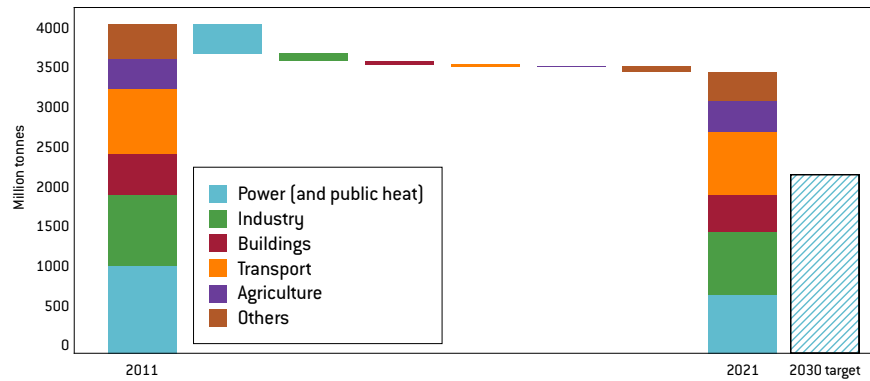 4000
3500
3000
2500
2000
1500
1000
500
0
Million tonnes
Power (and public heat)
Industry
Buildings
Transport
Agriculture
Others
2011
2021
2030 target